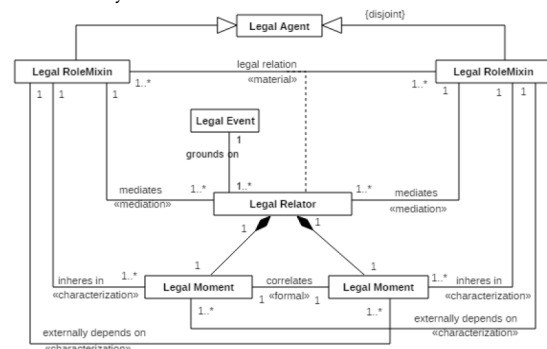 Legal Agent
{disjoint}
legal relation
Legal RoleMixin
Legal RoleMixin
«material»
1 1 1 1..*
1..* 1 1 1
Legal Event
1
grounds on
mediates
1..*
1..*
1..*
mediates
«mediation»
Legal Relator
«mediation»
1
1
1
1
inheres in
1..*
correlates
1..*
inheres in
«characterization»
Legal Moment
«formal»
Legal Moment
«characterization»
1
1
1..*
1..*
externally depends on
externally depends on
«characterization»
«characterization»